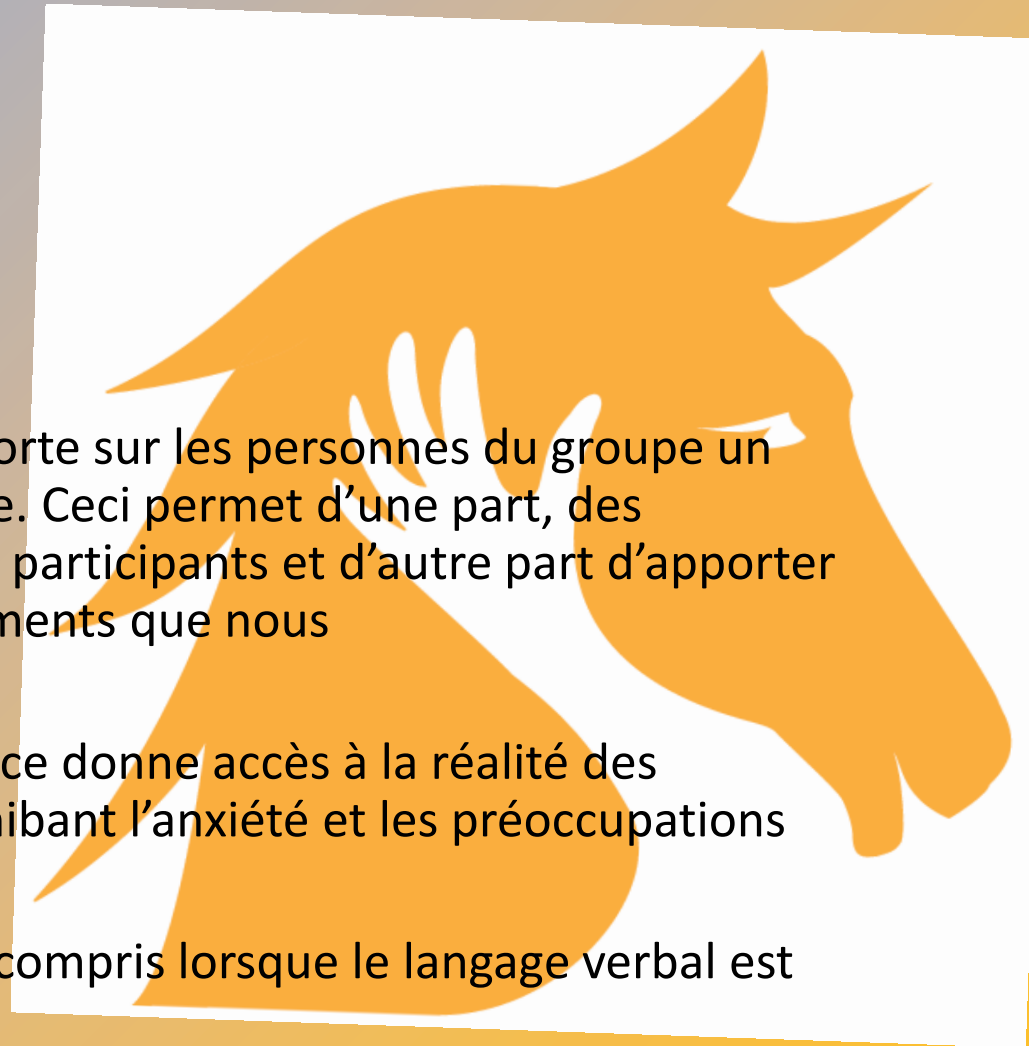 orte sur les personnes du groupe un
e. Ceci permet d’une part, des
participants et d’autre part d’apporter
ments que nous
ce donne accès à la réalité des
ibant l’anxiété et les préoccupations
compris lorsque le langage verbal est